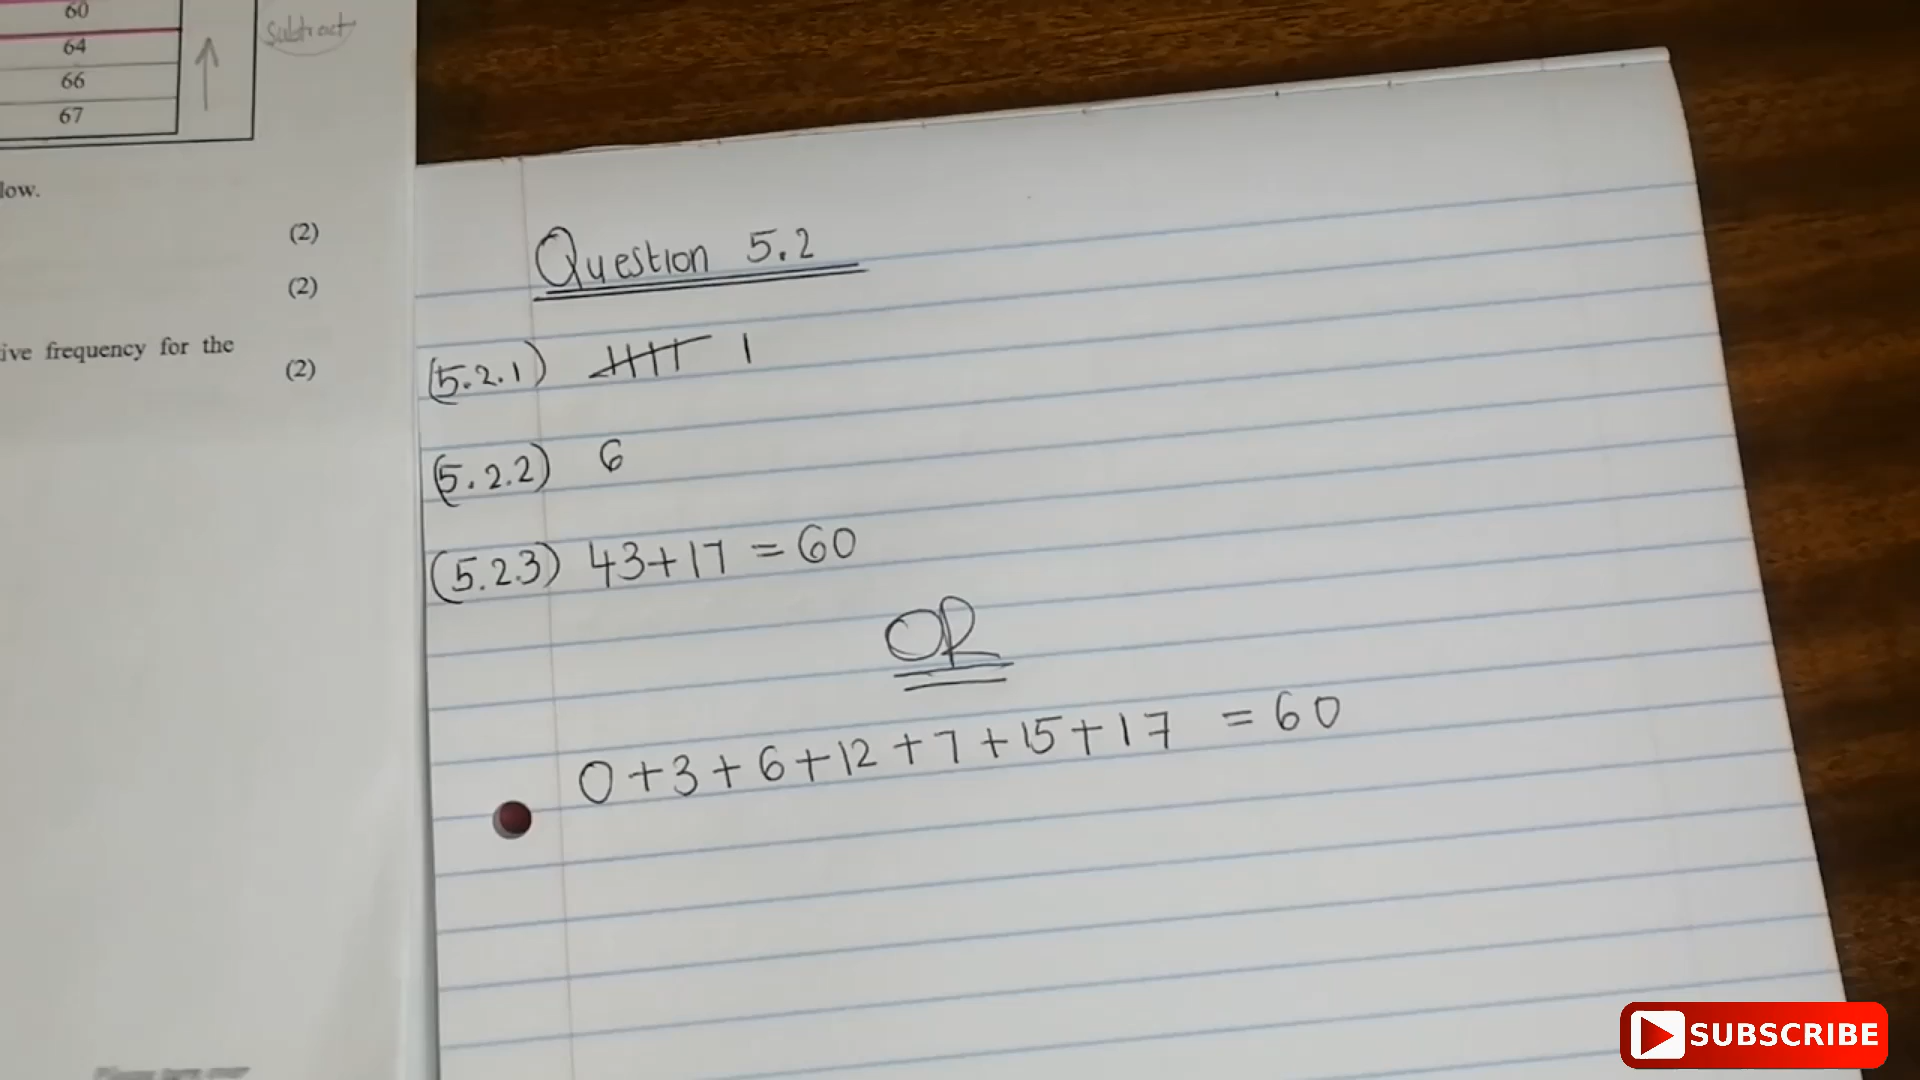 60
64
66
67
subtract
low.
(2)
(2)
ive frequency for the
(2)
Question 5.2
(5.2.1) 𝍸 1
(5.2.2) 6
(5.2.3) 43+17 = 60
OR
0+3+6+12+7+15+17 = 60
SUBSCRIBE